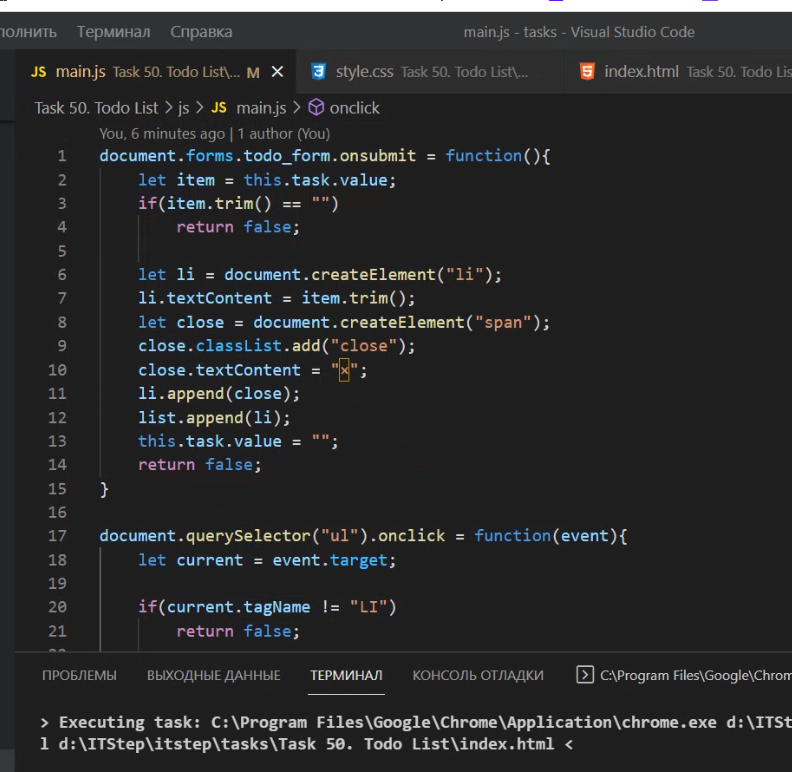 Терминал Справка main.js - tasks - Visual Studio Code
JS main.js Task 50. Todo List\... M × style.css Task 50. Todo List\... index.html Task 50. Todo Lis
Task 50. Todo List > js > JS main.js > onclick
You, 6 minutes ago | 1 author (You)
1 document.forms.todo_form.onsubmit = function(){
2 let item = this.task.value;
3 if(item.trim() == "")
4 return false;
5
6 let li = document.createElement("li");
7 li.textContent = item.trim();
8 let close = document.createElement("span");
9 close.classList.add("close");
10 close.textContent = "×";
11 li.append(close);
12 list.append(li);
13 this.task.value = "";
14 return false;
15 }
16
17 document.querySelector("ul").onclick = function(event){
18 let current = event.target;
19
20 if(current.tagName != "LI")
21 return false;
ПРОБЛЕМЫ ВЫХОДНЫЕ ДАННЫЕ ТЕРМИНАЛ КОНСОЛЬ ОТЛАДКИ C:\Program Files\Google\Chrom
> Executing task: C:\Program Files\Google\Chrome\Application\chrome.exe d:\ITSt
l d:\ITStep\itstep\tasks\Task 50. Todo List\index.html <